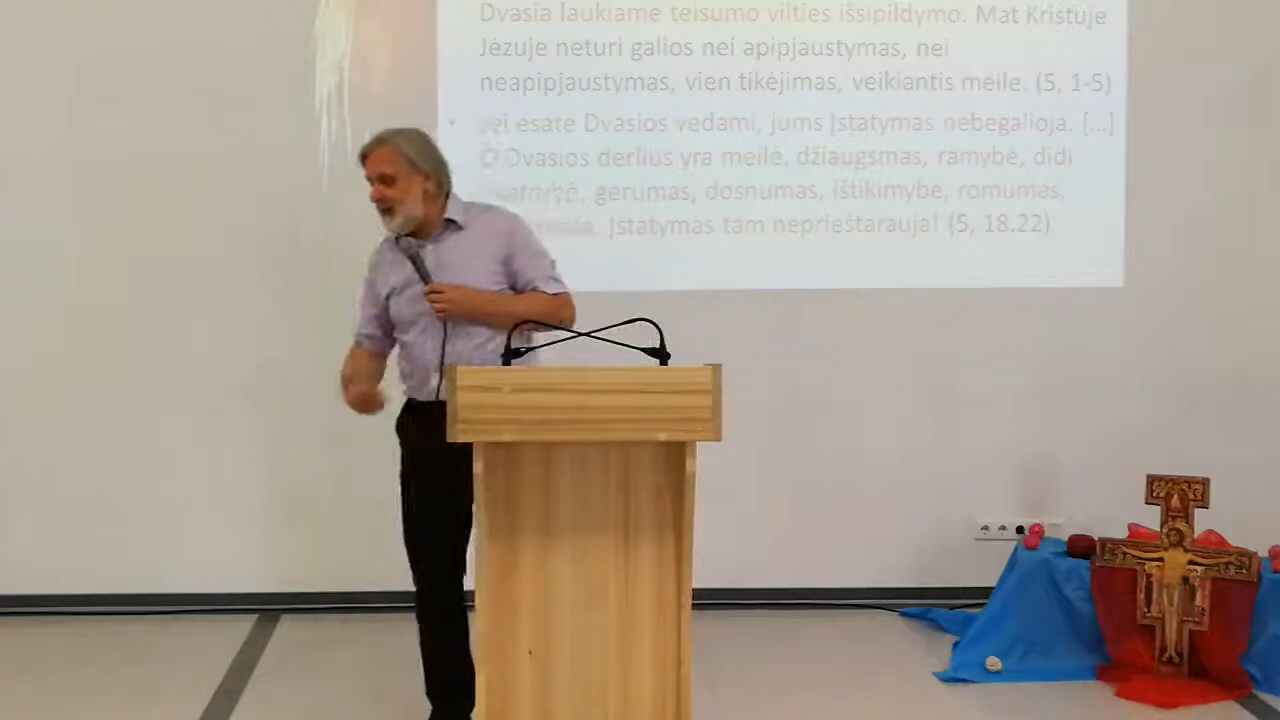 Dvasia laukiame teisumo vilties išsipildymo. Mat Kristuje
Jėzuje neturi galios nei apipjaustymas, nei
neapipjaustymas, vien tikėjimas, veikiantis meile. (5, 1-5)
esate Dvasios vedami, jums Įstatymas nebegalioja. [...]
O Dvasios derlius yra meilė, džiaugsmas, ramybė, didi
gerumas, dosnumas, ištikimybė, romumas,
Įstatymas tam neprieštarauja! (5, 18.22)